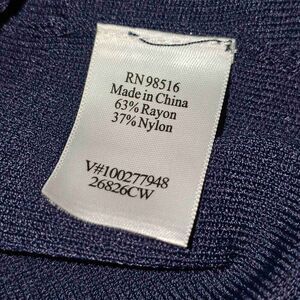 RN 98516
Made in China
63% Rayon
37% Nylon
V#100277948
26826CW